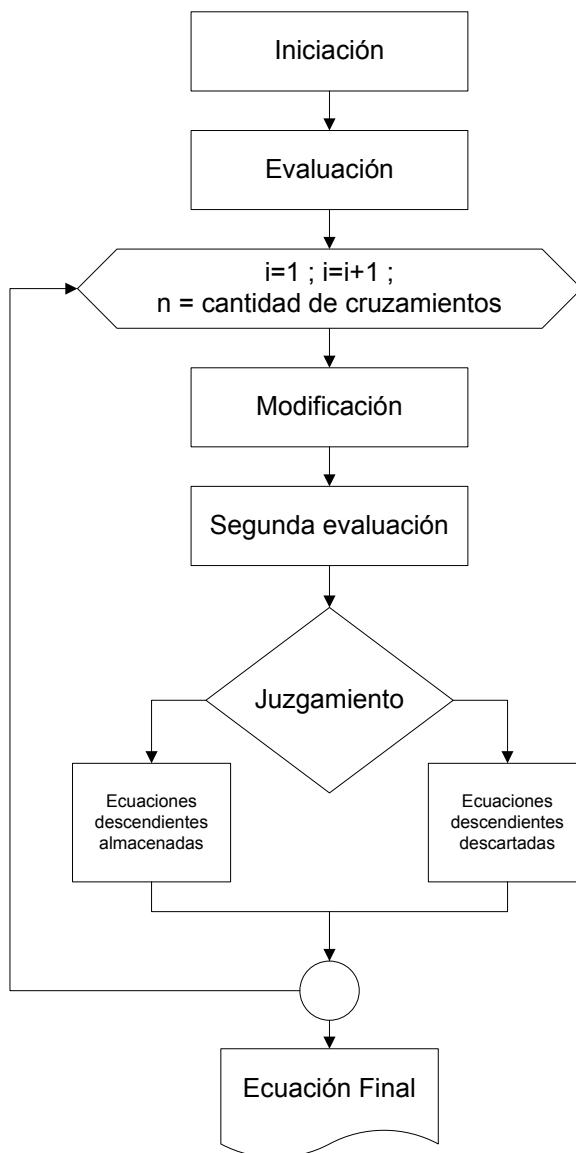 Iniciación
Evaluación
i=1 ; i=i+1 ;
n = cantidad de cruzamientos
Modificación
Segunda evaluación
Juzgamiento
Ecuaciones
descendientes
almacenadas
Ecuaciones
descendientes
descartadas
Ecuación Final